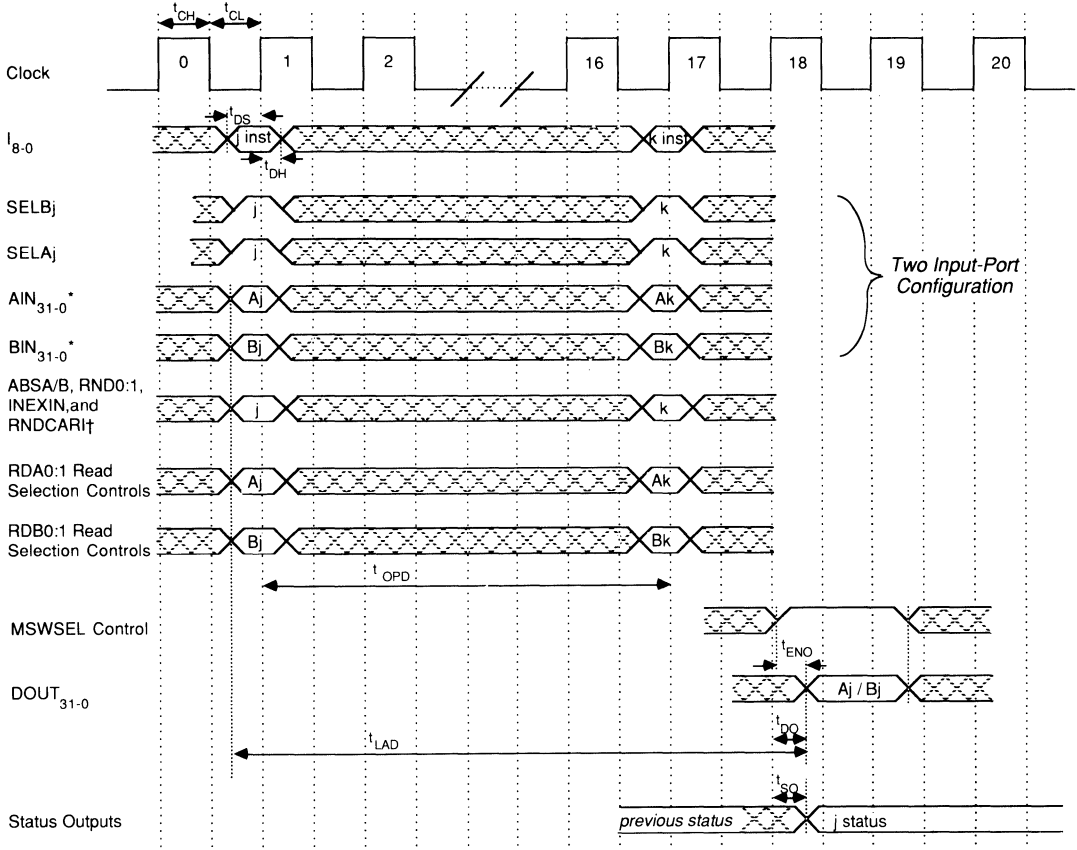 tCH tCL
Clock 0 1 2 16 17 18 19 20
tDS
I8-0 j inst k inst
tDH
SELBj j k
SELAj j k
Two Input-Port
Configuration
AIN31-0* Aj Ak
BIN31-0* Bj Bk
ABSA/B, RND0:1,
INEXIN,and j k
RNDCARI†
RDA0:1 Read
Selection Controls Aj Ak
RDB0:1 Read
Selection Controls Bj Bk
tOPD
MSWSEL Control
tENO
DOUT31-0 Aj / Bj
tDO
tLAD
tSO
Status Outputs previous status j status